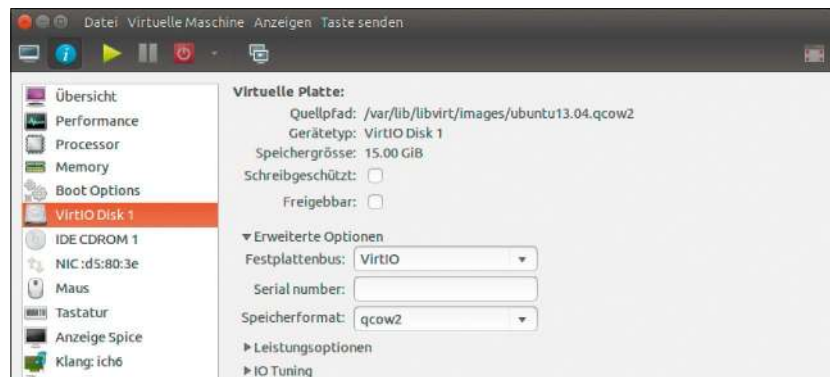 Datei Virtuelle Maschine Anzeigen Taste senden
Übersicht
Performance
Processor
Memory
Boot Options
VirtIO Disk 1
IDE CDROM 1
NIC :d5:80:3e
Maus
Tastatur
Anzeige Spice
Klang: ich6
Virtuelle Platte:
Quellpfad: /var/lib/libvirt/images/ubuntu13.04.qcow2
Gerätetyp: VirtIO Disk 1
Speichergrösse: 15.00 GiB
Schreibgeschützt:
Freigebbar:
Erweiterte Optionen
Festplattenbus: VirtIO
Serial number:
Speicherformat: qcow2
Leistungsoptionen
IO Tuning